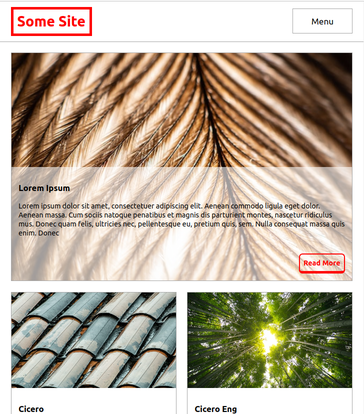 Some Site
Menu
Lorem Ipsum
Lorem ipsum dolor sit amet, consectetuer adipiscing elit. Aenean commodo ligula eget dolor.
Aenean massa. Cum sociis natoque penatibus et magnis dis parturient montes, nascetur ridiculus
mus. Donec quam felis, ultricies nec, pellentesque eu, pretium quis, sem. Nulla consequat massa quis
enim. Donec
Read More
Cicero
Cicero Eng